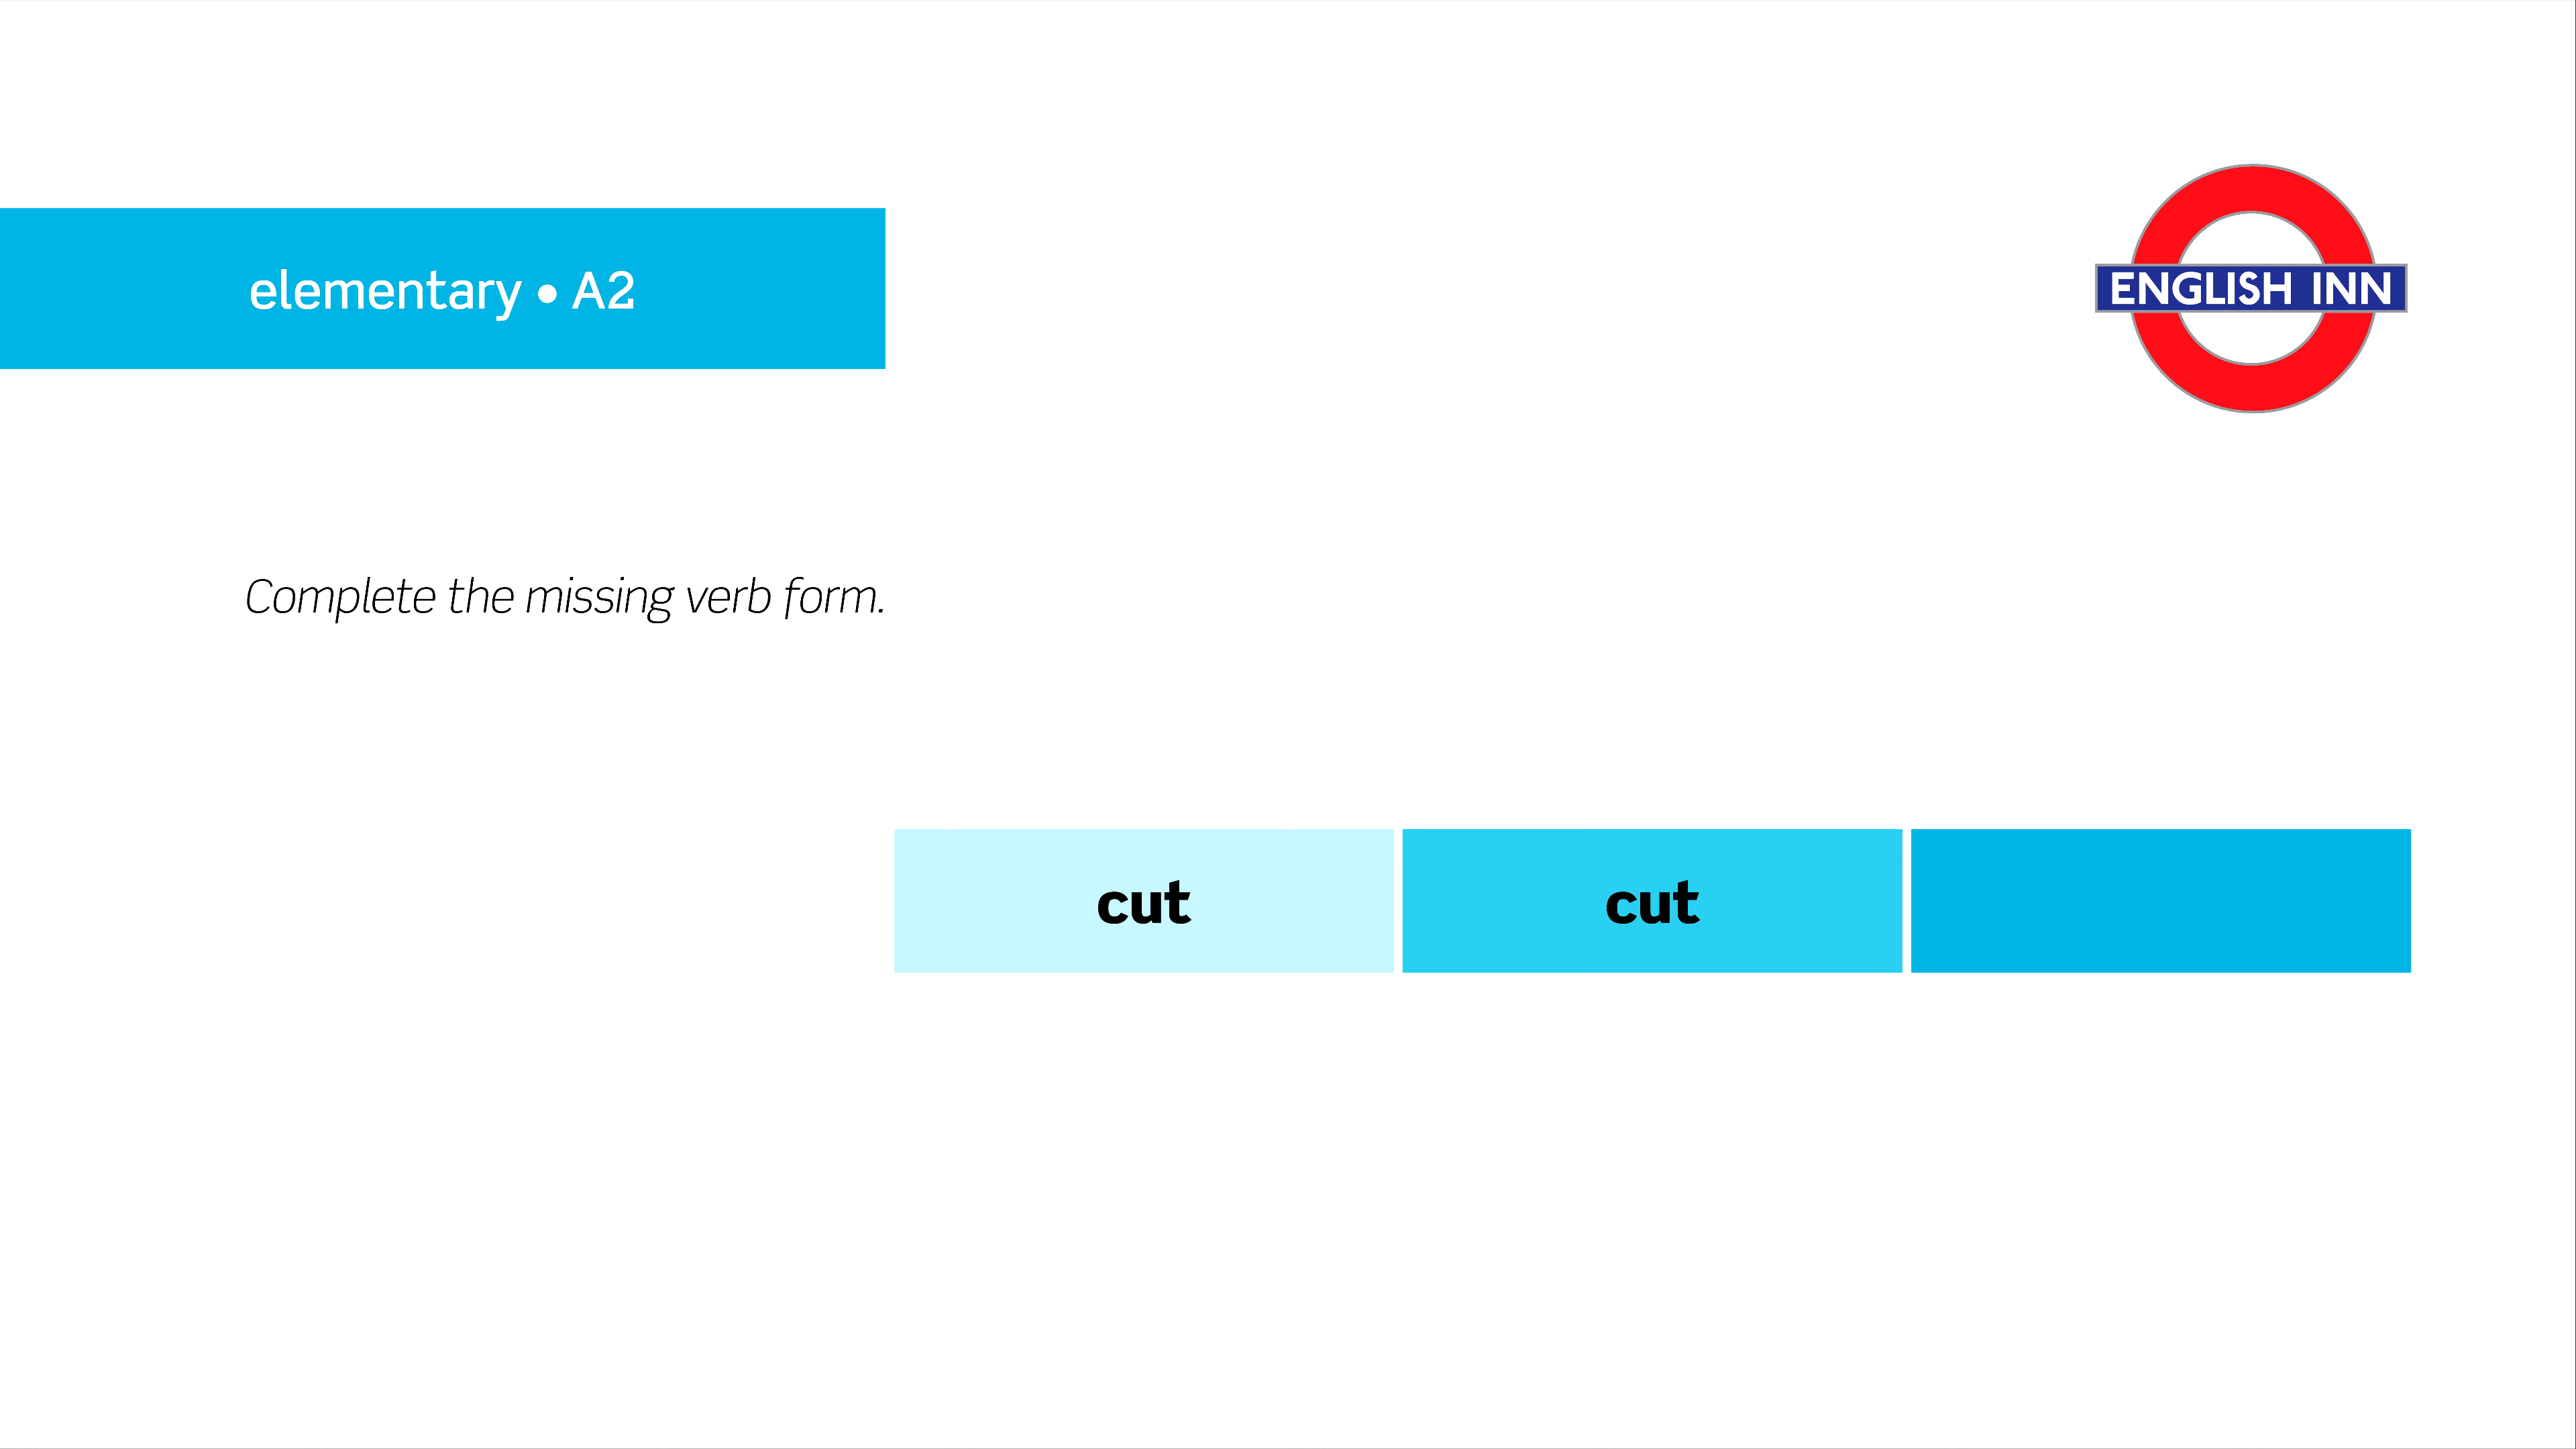 elementary • A2
ENGLISH INN
Complete the missing verb form.
cut cut